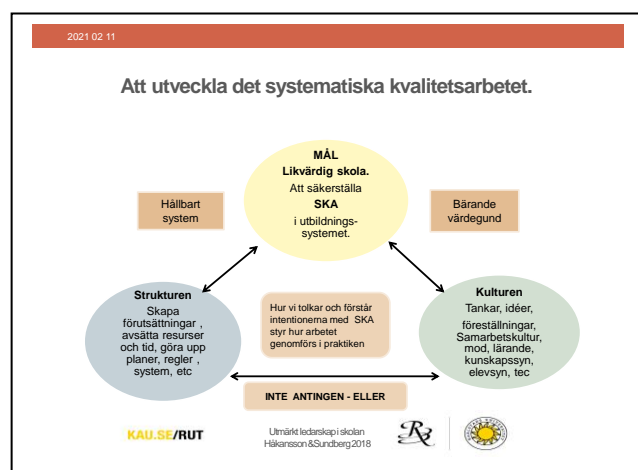 2021 02 11
Att utveckla det systematiska kvalitetsarbetet.
MÅL
Likvärdig skola.
Att säkerställa
SKA
i utbildnings-
systemet.
Hållbart
system
Bärande
värdegund
Strukturen
Skapa
förutsättningar ,
avsätta resurser
och tid, göra upp
planer, regler ,
system, etc
Hur vi tolkar och förstår
intentionerna med SKA
styr hur arbetet
genomförs i praktiken
Kulturen
Tankar, idéer,
föreställningar,
Samarbetskultur,
mod, lärande,
kunskapssyn,
elevsyn, tec
INTE ANTINGEN - ELLER
KAU.SE/RUT
Utmärkt ledarskap i skolan
Håkansson &Sundberg 2018